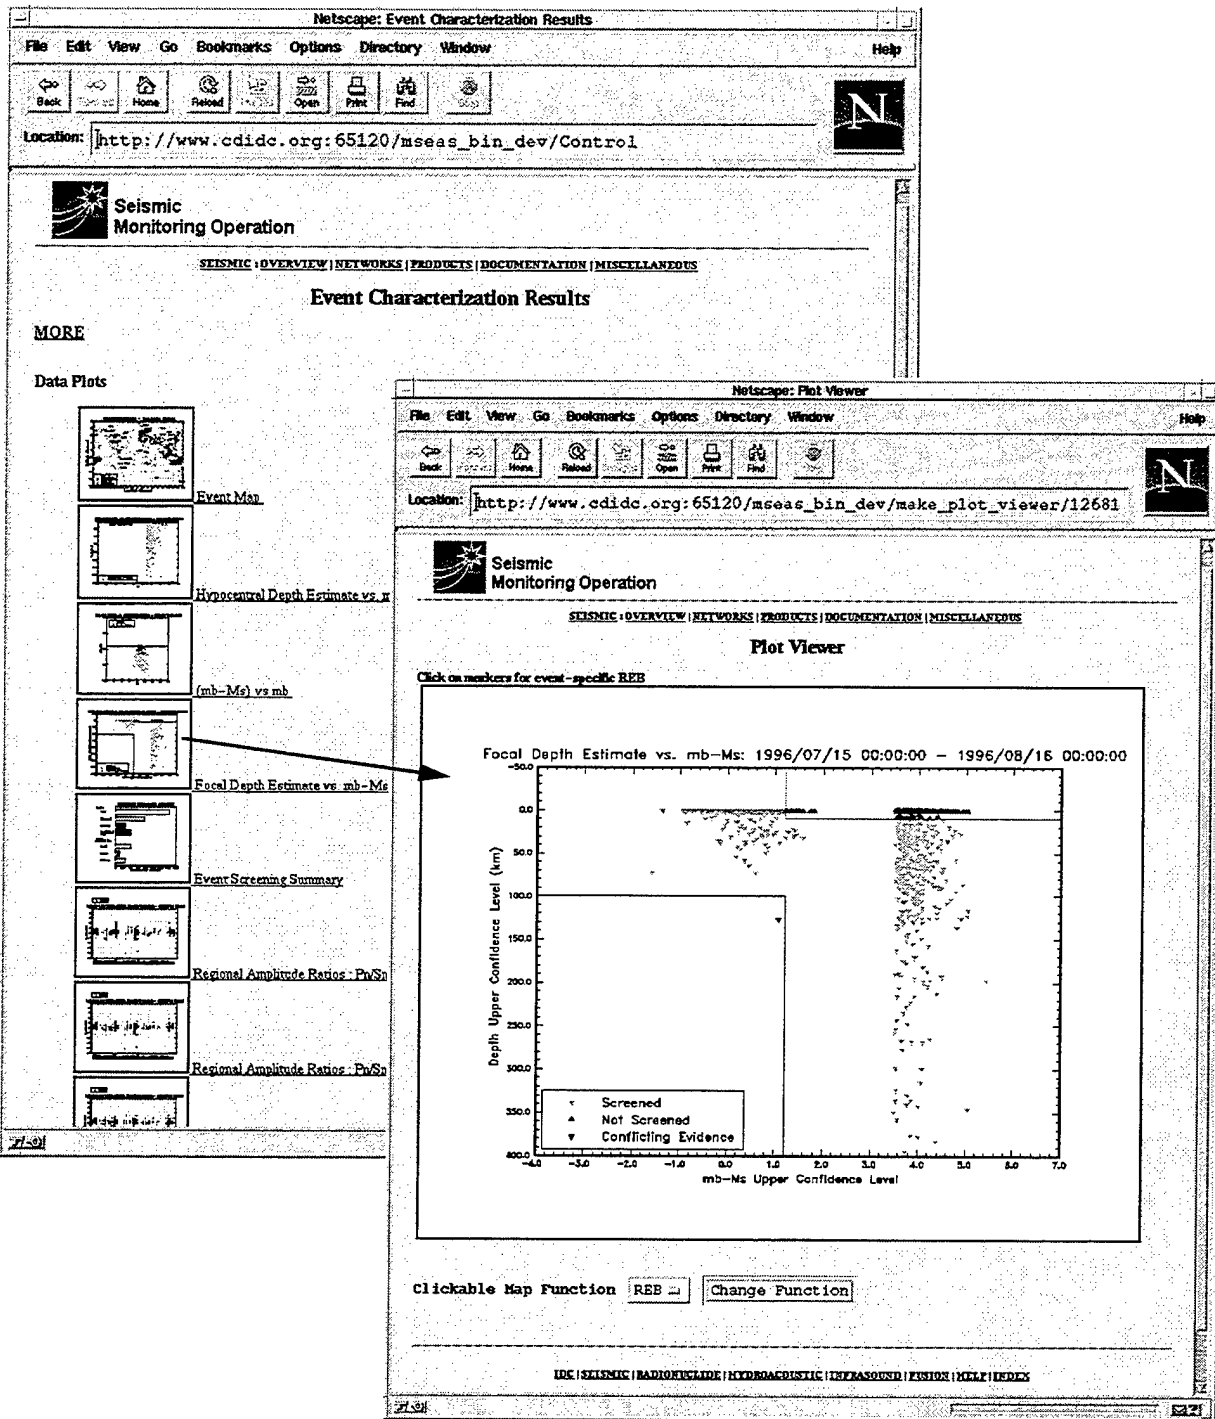 Netscape: Event Characterization Results
File Edit View Go Bookmarks Options Directory Window Help
Back Home Reload Open Print Find
Location: http://www.cdidc.org:65120/mseas_bin_dev/Control
Seismic
Monitoring Operation
SEISMIC : OVERVIEW | NETWORKS | PRODUCTS | DOCUMENTATION | MISCELLANEOUS
Event Characterization Results
MORE
Data Plots
Event Map
Hypocentral Depth Estimate vs. m
(mb-Ms) vs mb
Focal Depth Estimate vs. mb-Ms
Event Screening Summary
Regional Amplitude Ratios : Pn/Sn
Regional Amplitude Ratios : Pn/Sn
Netscape: Plot Viewer
File Edit View Go Bookmarks Options Directory Window Help
Back Home Reload Open Print Find
Location: http://www.cdidc.org:65120/mseas_bin_dev/make_plot_viewer/12681
Seismic
Monitoring Operation
SEISMIC : OVERVIEW | NETWORKS | PRODUCTS | DOCUMENTATION | MISCELLANEOUS
Plot Viewer
Click on markers for event-specific REB
Focal Depth Estimate vs. mb-Ms: 1996/07/15 00:00:00 - 1996/08/16 00:00:00
-50.0
0.0
50.0
100.0
150.0
200.0
250.0
300.0
350.0
400.0
Depth Upper Confidence Level (km)
Screened
Not Screened
Conflicting Evidence
-4.0 -3.0 -2.0 -1.0 0.0 1.0 2.0 3.0 4.0 5.0 6.0 7.0
mb-Ms Upper Confidence Level
Clickable Map Function REB Change Function
IDC | SEISMIC | RADIONUCLIDE | HYDROACOUSTIC | INFRASOUND | FUSION | HELP | INDEX